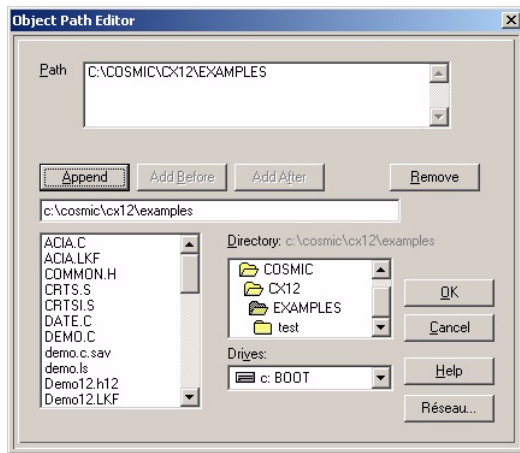 Object Path Editor
Path
C:\COSMIC\CX12\EXAMPLES
Append
Add Before
Add After
Remove
c:\cosmic\cx12\examples
ACIA.C
ACIA.LKF
COMMON.H
CRTS.S
CRTSI.S
DATE.C
DEMO.C
demo.c.sav
demo.ls
Demo12.h12
Demo12.LKF
Directory: c:\cosmic\cx12\examples
COSMIC
CX12
EXAMPLES
test
Drives:
c: BOOT
OK
Cancel
Help
Réseau...